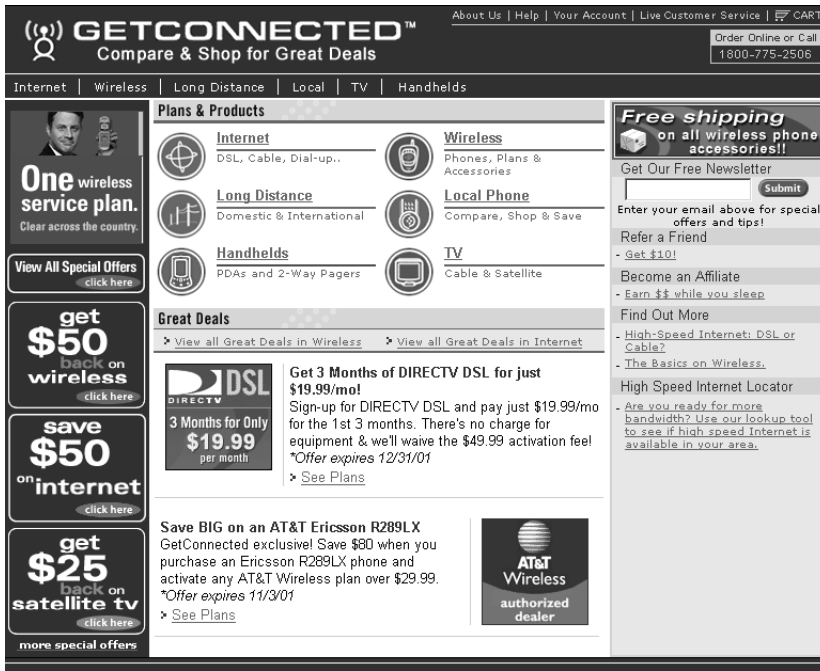 About Us | Help | Your Account | Live Customer Service | CART
GETCONNECTED™
Compare & Shop for Great Deals
Order Online or Call
1800-775-2506
Internet | Wireless | Long Distance | Local | TV | Handhelds
One wireless
service plan.
Clear across the country.
View All Special Offers
click here
get
$50
back on
wireless
click here
save
$50
on internet
click here
get
$25
back on
satellite tv
click here
more special offers
Plans & Products
Internet
DSL, Cable, Dial-up..
Wireless
Phones, Plans &
Accessories
Long Distance
Domestic & International
Local Phone
Compare, Shop & Save
Handhelds
PDAs and 2-Way Pagers
TV
Cable & Satellite
Great Deals
View all Great Deals in Wireless
View all Great Deals in Internet
DSL
DIRECTV
3 Months for Only
$19.99
per month
Get 3 Months of DIRECTV DSL for just
$19.99/mo!
Sign-up for DIRECTV DSL and pay just $19.99/mo
for the 1st 3 months. There's no charge for
equipment & we'll waive the $49.99 activation fee!
*Offer expires 12/31/01
See Plans
Save BIG on an AT&T Ericsson R289LX
GetConnected exclusive! Save $80 when you
purchase an Ericsson R289LX phone and
activate any AT&T Wireless plan over $29.99.
*Offer expires 11/3/01
See Plans
AT&T
Wireless
authorized
dealer
Free shipping
on all wireless phone
accessories!!
Get Our Free Newsletter
Submit
Enter your email above for special
offers and tips!
Refer a Friend
- Get $10!
Become an Affiliate
- Earn $$ while you sleep
Find Out More
- High-Speed Internet: DSL or
Cable?
- The Basics on Wireless.
High Speed Internet Locator
- Are you ready for more
bandwidth? Use our lookup tool
to see if high speed Internet is
available in your area.